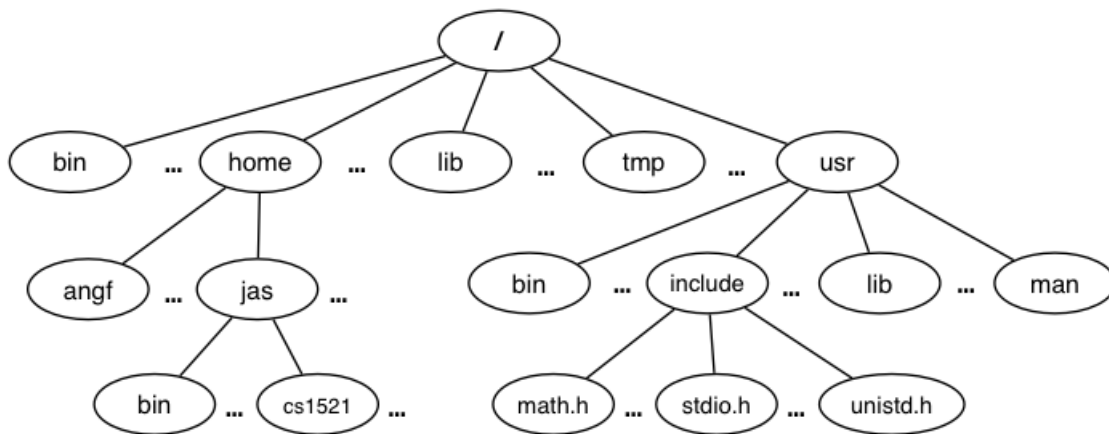 /
bin ... home ... lib ... tmp ... usr
angf ... jas ... bin ... include ... lib ... man
bin ... cs1521 ... math.h ... stdio.h ... unistd.h